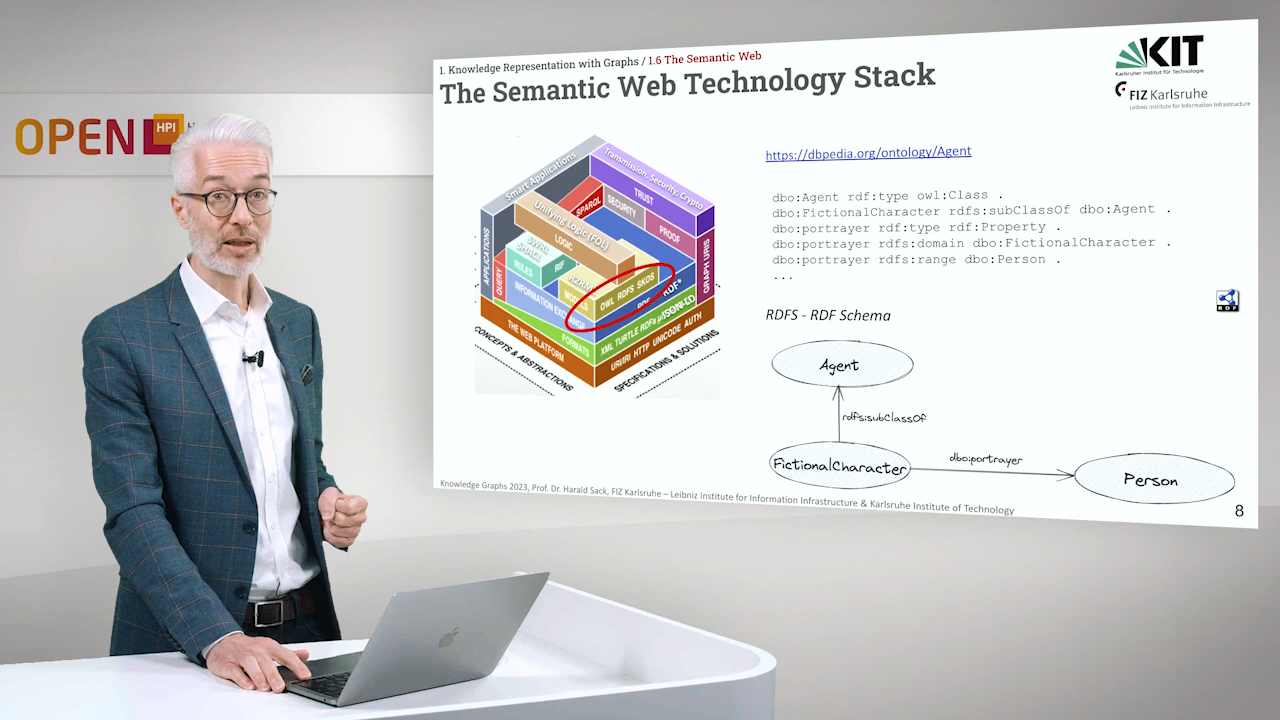 1. Knowledge Representation with Graphs / 1.6 The Semantic Web
The Semantic Web Technology Stack
KIT
Karlsruher Institut für Technologie
FIZ Karlsruhe
Leibniz Institute for Information Infrastructure
OPEN HPI
https://dbpedia.org/ontology/Agent
dbo:Agent rdf:type owl:Class .
dbo:FictionalCharacter rdfs:subClassOf dbo:Agent .
dbo:portrayer rdf:type rdf:Property .
dbo:portrayer rdfs:domain dbo:FictionalCharacter .
dbo:portrayer rdfs:range dbo:Person .
...
RDF
RDFS - RDF Schema
Agent
rdfs:subClassOf
FictionalCharacter
dbo:portrayer
Person
Smart Applications
Transmission, Security, Crypto
TRUST
SPARQL
SECURITY
PROOF
Unifying Logic (FOL)
LOGIC
APPLICATIONS
GRAPH URIS
SWRL
SHACL
RULES
RIF
R2RML
QUERY
MODELS
OWL RDFS SKOS
INFORMATION EXCHANGE
RDF
RDF*
FORMATS
XML TURTLE RDFa µJSON-LD
THE WEB PLATFORM
URI/IRI HTTP UNICODE AUTH
CONCEPTS & ABSTRACTIONS
SPECIFICATIONS & SOLUTIONS
Knowledge Graphs 2023, Prof. Dr. Harald Sack, FIZ Karlsruhe – Leibniz Institute for Information Infrastructure & Karlsruhe Institute of Technology
8